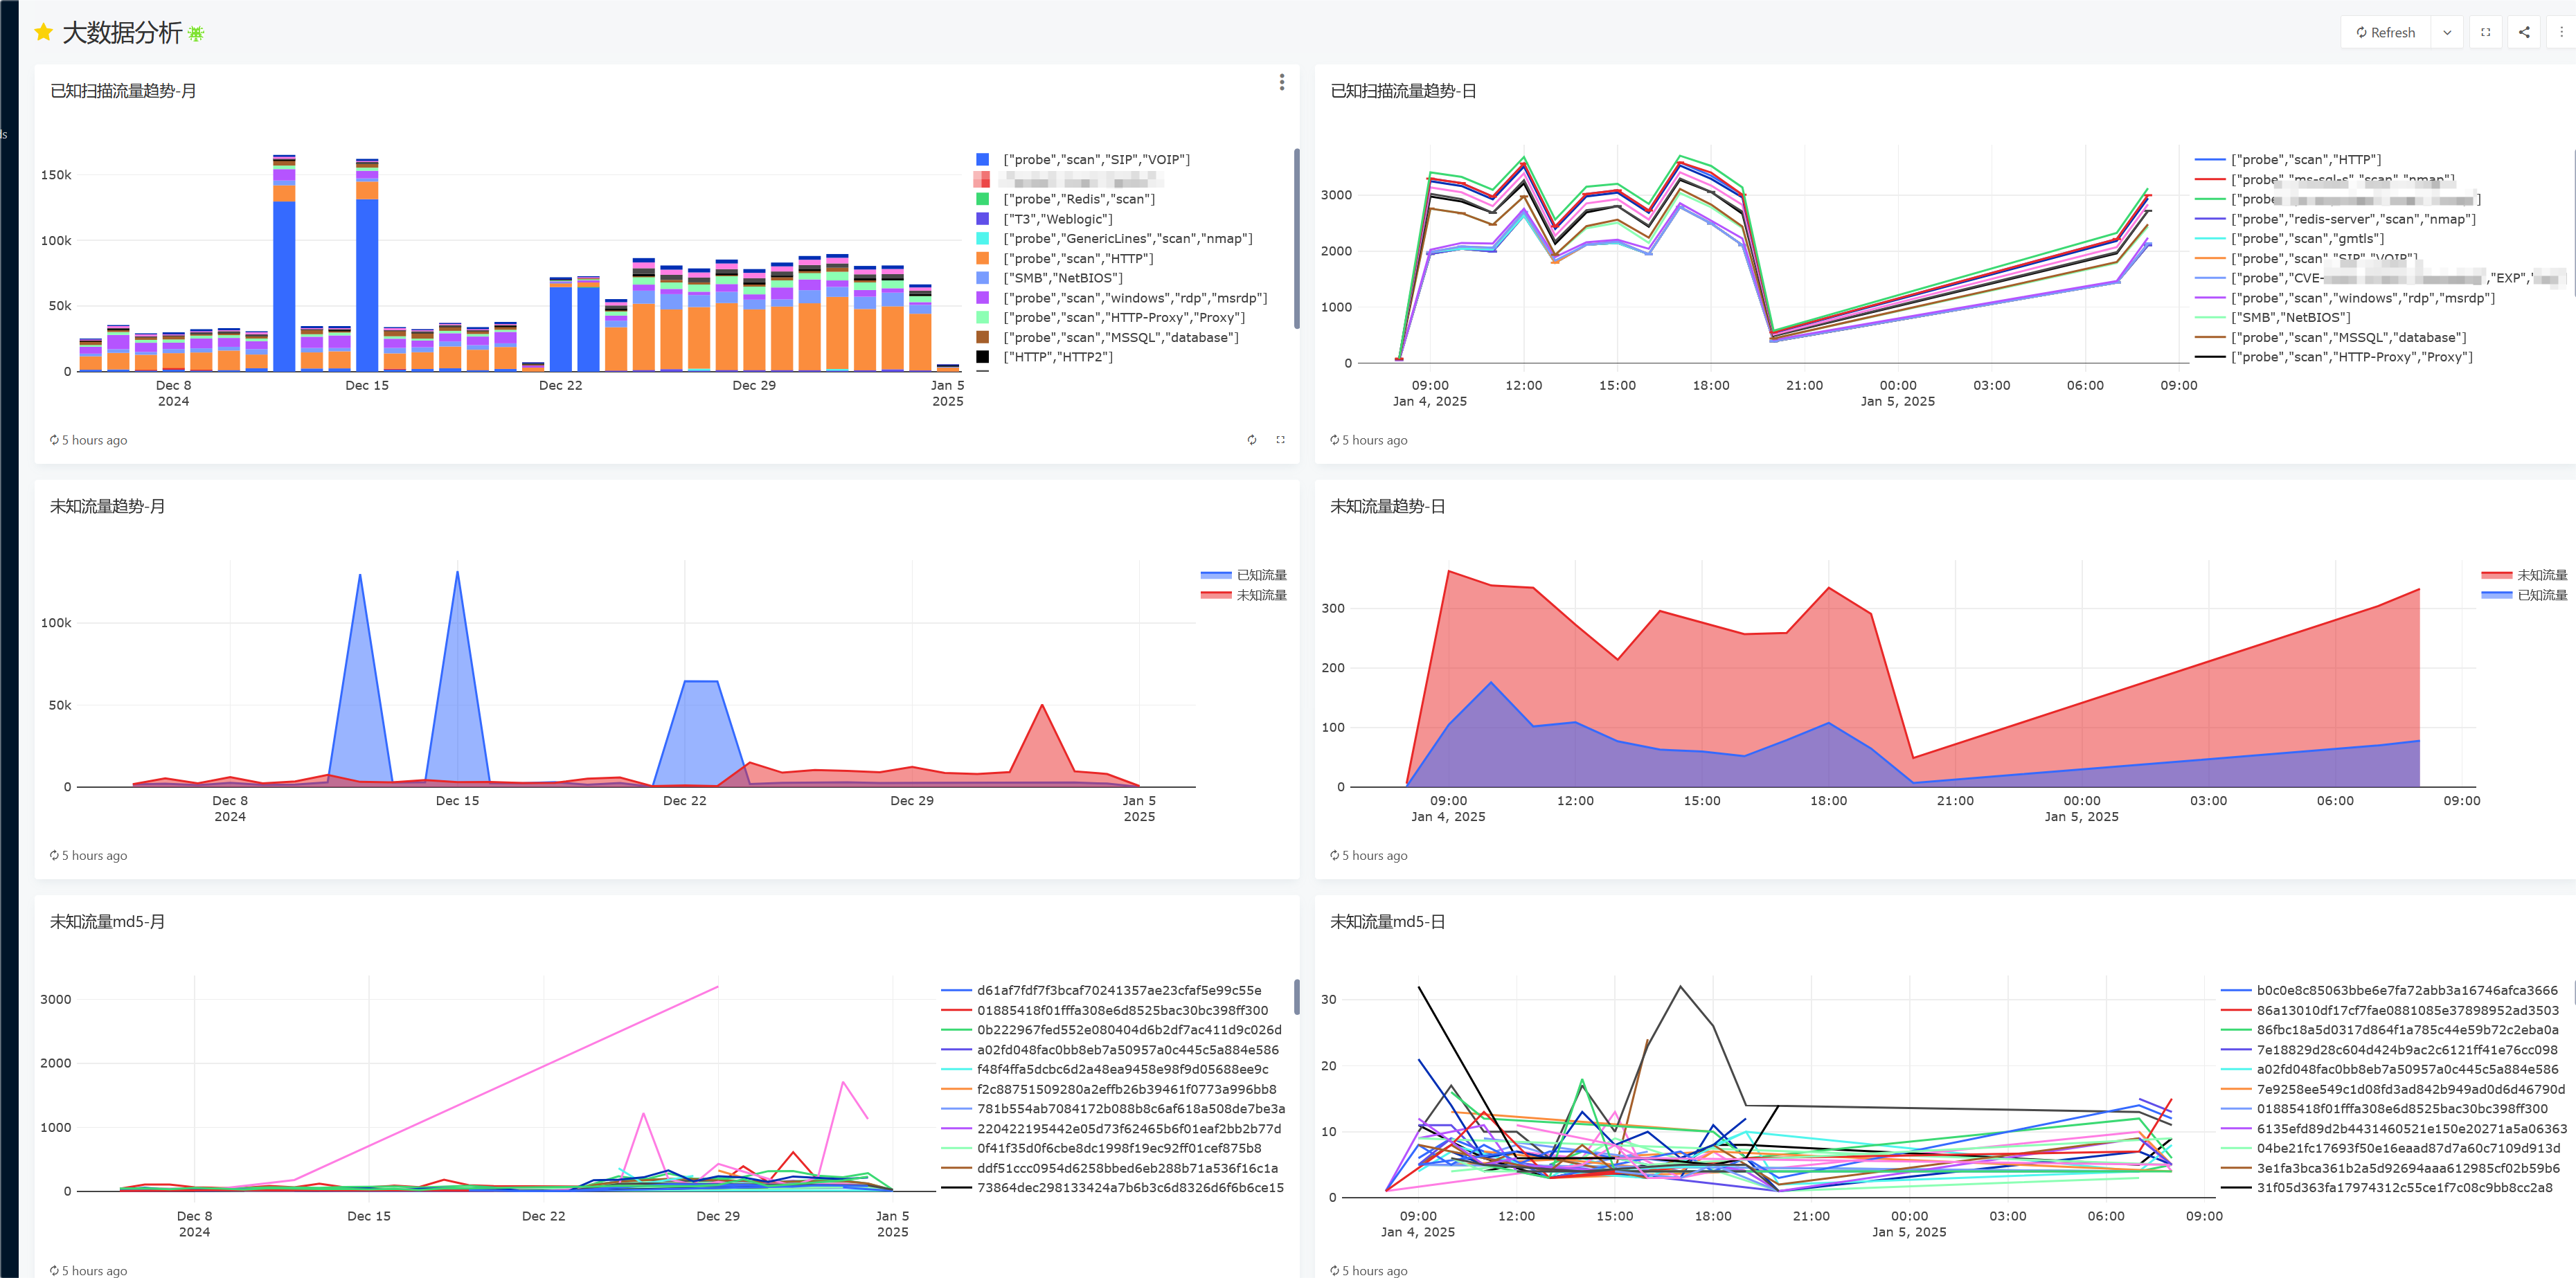 大数据分析
Refresh
ds
已知扫描流量趋势-月
150k
100k
50k
0
Dec 8
2024
Dec 15
Dec 22
Dec 29
Jan 5
2025
["probe","scan","SIP","VOIP"]
["probe","Redis","scan"]
["T3","Weblogic"]
["probe","GenericLines","scan","nmap"]
["probe","scan","HTTP"]
["SMB","NetBIOS"]
["probe","scan","windows","rdp","msrdp"]
["probe","scan","HTTP-Proxy","Proxy"]
["probe","scan","MSSQL","database"]
["HTTP","HTTP2"]
5 hours ago
已知扫描流量趋势-日
3000
2000
1000
0
09:00
Jan 4, 2025
12:00
15:00
18:00
21:00
00:00
Jan 5, 2025
03:00
06:00
09:00
["probe","scan","HTTP"]
["probe","ms-sql-s","scan","nmap"]
["probe ]
["probe","redis-server","scan","nmap"]
["probe","scan","gmtls"]
["probe","scan","SIP","VOIP"]
["probe","CVE- ,"EXP","
["probe","scan","windows","rdp","msrdp"]
["SMB","NetBIOS"]
["probe","scan","MSSQL","database"]
["probe","scan","HTTP-Proxy","Proxy"]
5 hours ago
未知流量趋势-月
100k
50k
0
Dec 8
2024
Dec 15
Dec 22
Dec 29
Jan 5
2025
已知流量
未知流量
5 hours ago
未知流量趋势-日
300
200
100
0
09:00
Jan 4, 2025
12:00
15:00
18:00
21:00
00:00
Jan 5, 2025
03:00
06:00
09:00
未知流量
已知流量
5 hours ago
未知流量md5-月
3000
2000
1000
0
Dec 8
2024
Dec 15
Dec 22
Dec 29
Jan 5
2025
d61af7fdf7f3bcaf70241357ae23cfaf5e99c55e
01885418f01fffa308e6d8525bac30bc398ff300
0b222967fed552e080404d6b2df7ac411d9c026d
a02fd048fac0bb8eb7a50957a0c445c5a884e586
f48f4ffa5dcbc6d2a48ea9458e98f9d05688ee9c
f2c88751509280a2effb26b39461f0773a996bb8
781b554ab7084172b088b8c6af618a508de7be3a
220422195442e05d73f62465b6f01eaf2bb2b77d
0f41f35d0f6cbe8dc1998f19ec92ff01cef875b8
ddf51ccc0954d6258bbed6eb288b71a536f16c1a
73864dec298133424a7b6b3c6d8326d6f6b6ce15
5 hours ago
未知流量md5-日
30
20
10
0
09:00
Jan 4, 2025
12:00
15:00
18:00
21:00
00:00
Jan 5, 2025
03:00
06:00
09:00
b0c0e8c85063bbe6e7fa72abb3a16746afca3666
86a13010df17cf7fae0881085e37898952ad3503
86fbc18a5d0317d864f1a785c44e59b72c2eba0a
7e18829d28c604d424b9ac2c6121ff41e76cc098
a02fd048fac0bb8eb7a50957a0c445c5a884e586
7e9258ee549c1d08fd3ad842b949ad0d6d46790d
01885418f01fffa308e6d8525bac30bc398ff300
6135efd89d2b4431460521e150e20271a5a06363
04be21fc17693f50e16eaad87d7a60c7109d913d
3e1fa3bca361b2a5d92694aaa612985cf02b59b6
31f05d363fa17974312c55ce1f7c08c9bb8cc2a8
5 hours ago